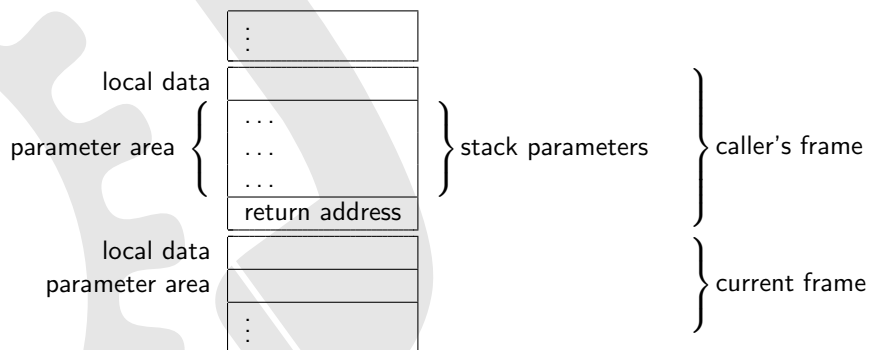 ⋮
local data
. . .
parameter area
. . .
stack parameters
caller's frame
. . .
return address
local data
parameter area
current frame
⋮